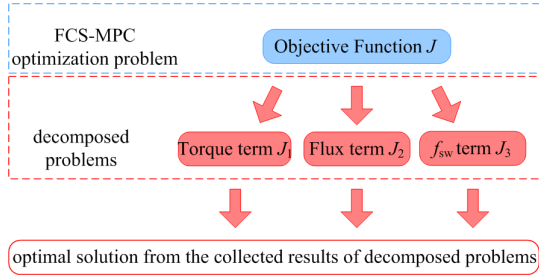 FCS-MPC
optimization problem
Objective Function J
decomposed
problems
Torque term J₁
Flux term J₂
f_sw term J₃
optimal solution from the collected results of decomposed problems